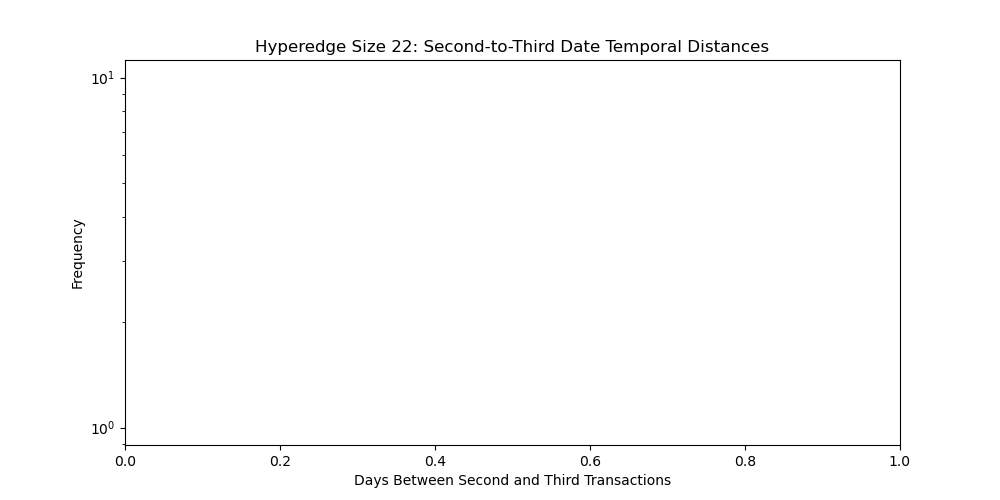 Hyperedge Size 22: Second-to-Third Date Temporal Distances
10¹
10⁰
Frequency
0.0 0.2 0.4 0.6 0.8 1.0
Days Between Second and Third Transactions